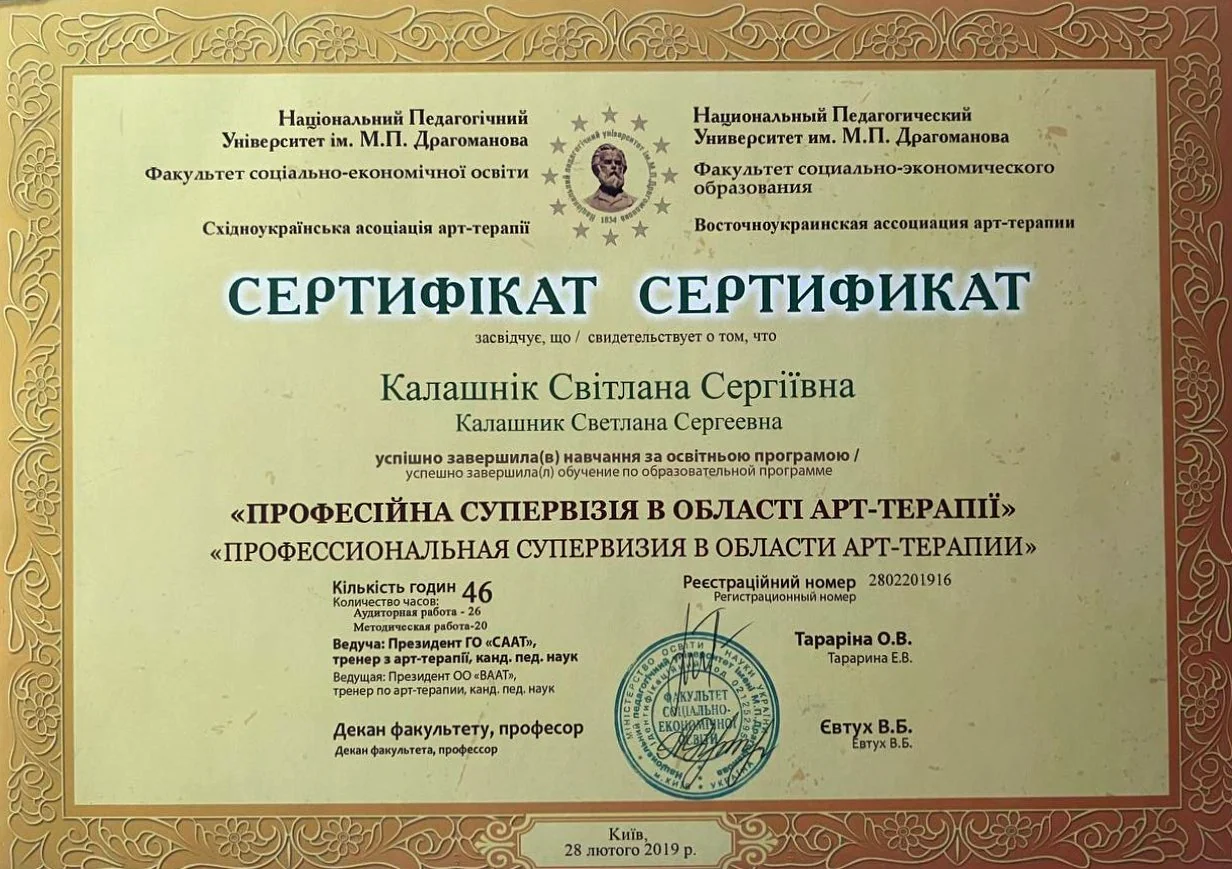 Національний Педагогічний
Університет ім. М.П. Драгоманова
Факультет соціально-економічної освіти
Східноукраїнська асоціація арт-терапії
Національний педагогічний університет ім. М.П.Драгоманова
1834
Национальный Педагогический
Университет им. М.П. Драгоманова
Факультет социально-экономического
образования
Восточноукраинская ассоциация арт-терапии
СЕРТИФІКАТ СЕРТИФИКАТ
засвідчує, що / свидетельствует о том, что
Калашнік Світлана Сергіївна
Калашник Светлана Сергеевна
успішно завершила(в) навчання за освітньою програмою /
успешно завершила(л) обучение по образовательной программе
«ПРОФЕСІЙНА СУПЕРВІЗІЯ В ОБЛАСТІ АРТ-ТЕРАПІЇ»
«ПРОФЕССИОНАЛЬНАЯ СУПЕРВИЗИЯ В ОБЛАСТИ АРТ-ТЕРАПИИ»
Кількість годин 46
Количество часов:
Аудиторная работа - 26
Методическая работа-20
Реєстраційний номер 2802201916
Регистрационный номер
Ведуча: Президент ГО «СААТ»,
тренер з арт-терапії, канд. пед. наук
Ведущая: Президент ОО «ВААТ»,
тренер по арт-терапии, канд. пед. наук
Тараріна О.В.
Тарарина Е.В.
МІНІСТЕРСТВО ОСВІТИ І НАУКИ УКРАЇНИ
Національний педагогічний університет імені М.П.Драгоманова
ФАКУЛЬТЕТ
СОЦІАЛЬНО-
ЕКОНОМІЧНОЇ
ОСВІТИ
м. Київ
УКРАЇНА
Декан факультету, професор
Декан факультета, профессор
Євтух В.Б.
Евтух В.Б.
Київ,
28 лютого 2019 р.